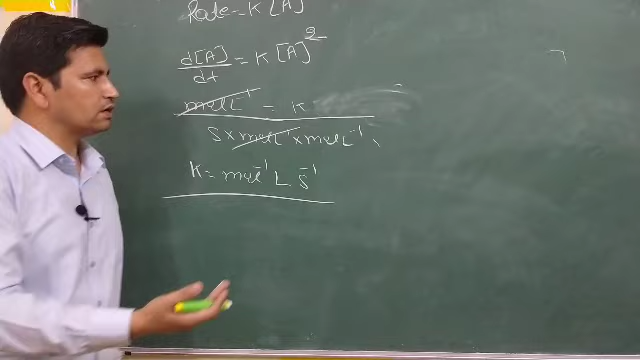 Rate = K [A]
d[A]/dt = K [A]²
mol L⁻¹ = K
s × mol L⁻¹ × mol L⁻¹
K = mol⁻¹ L s⁻¹